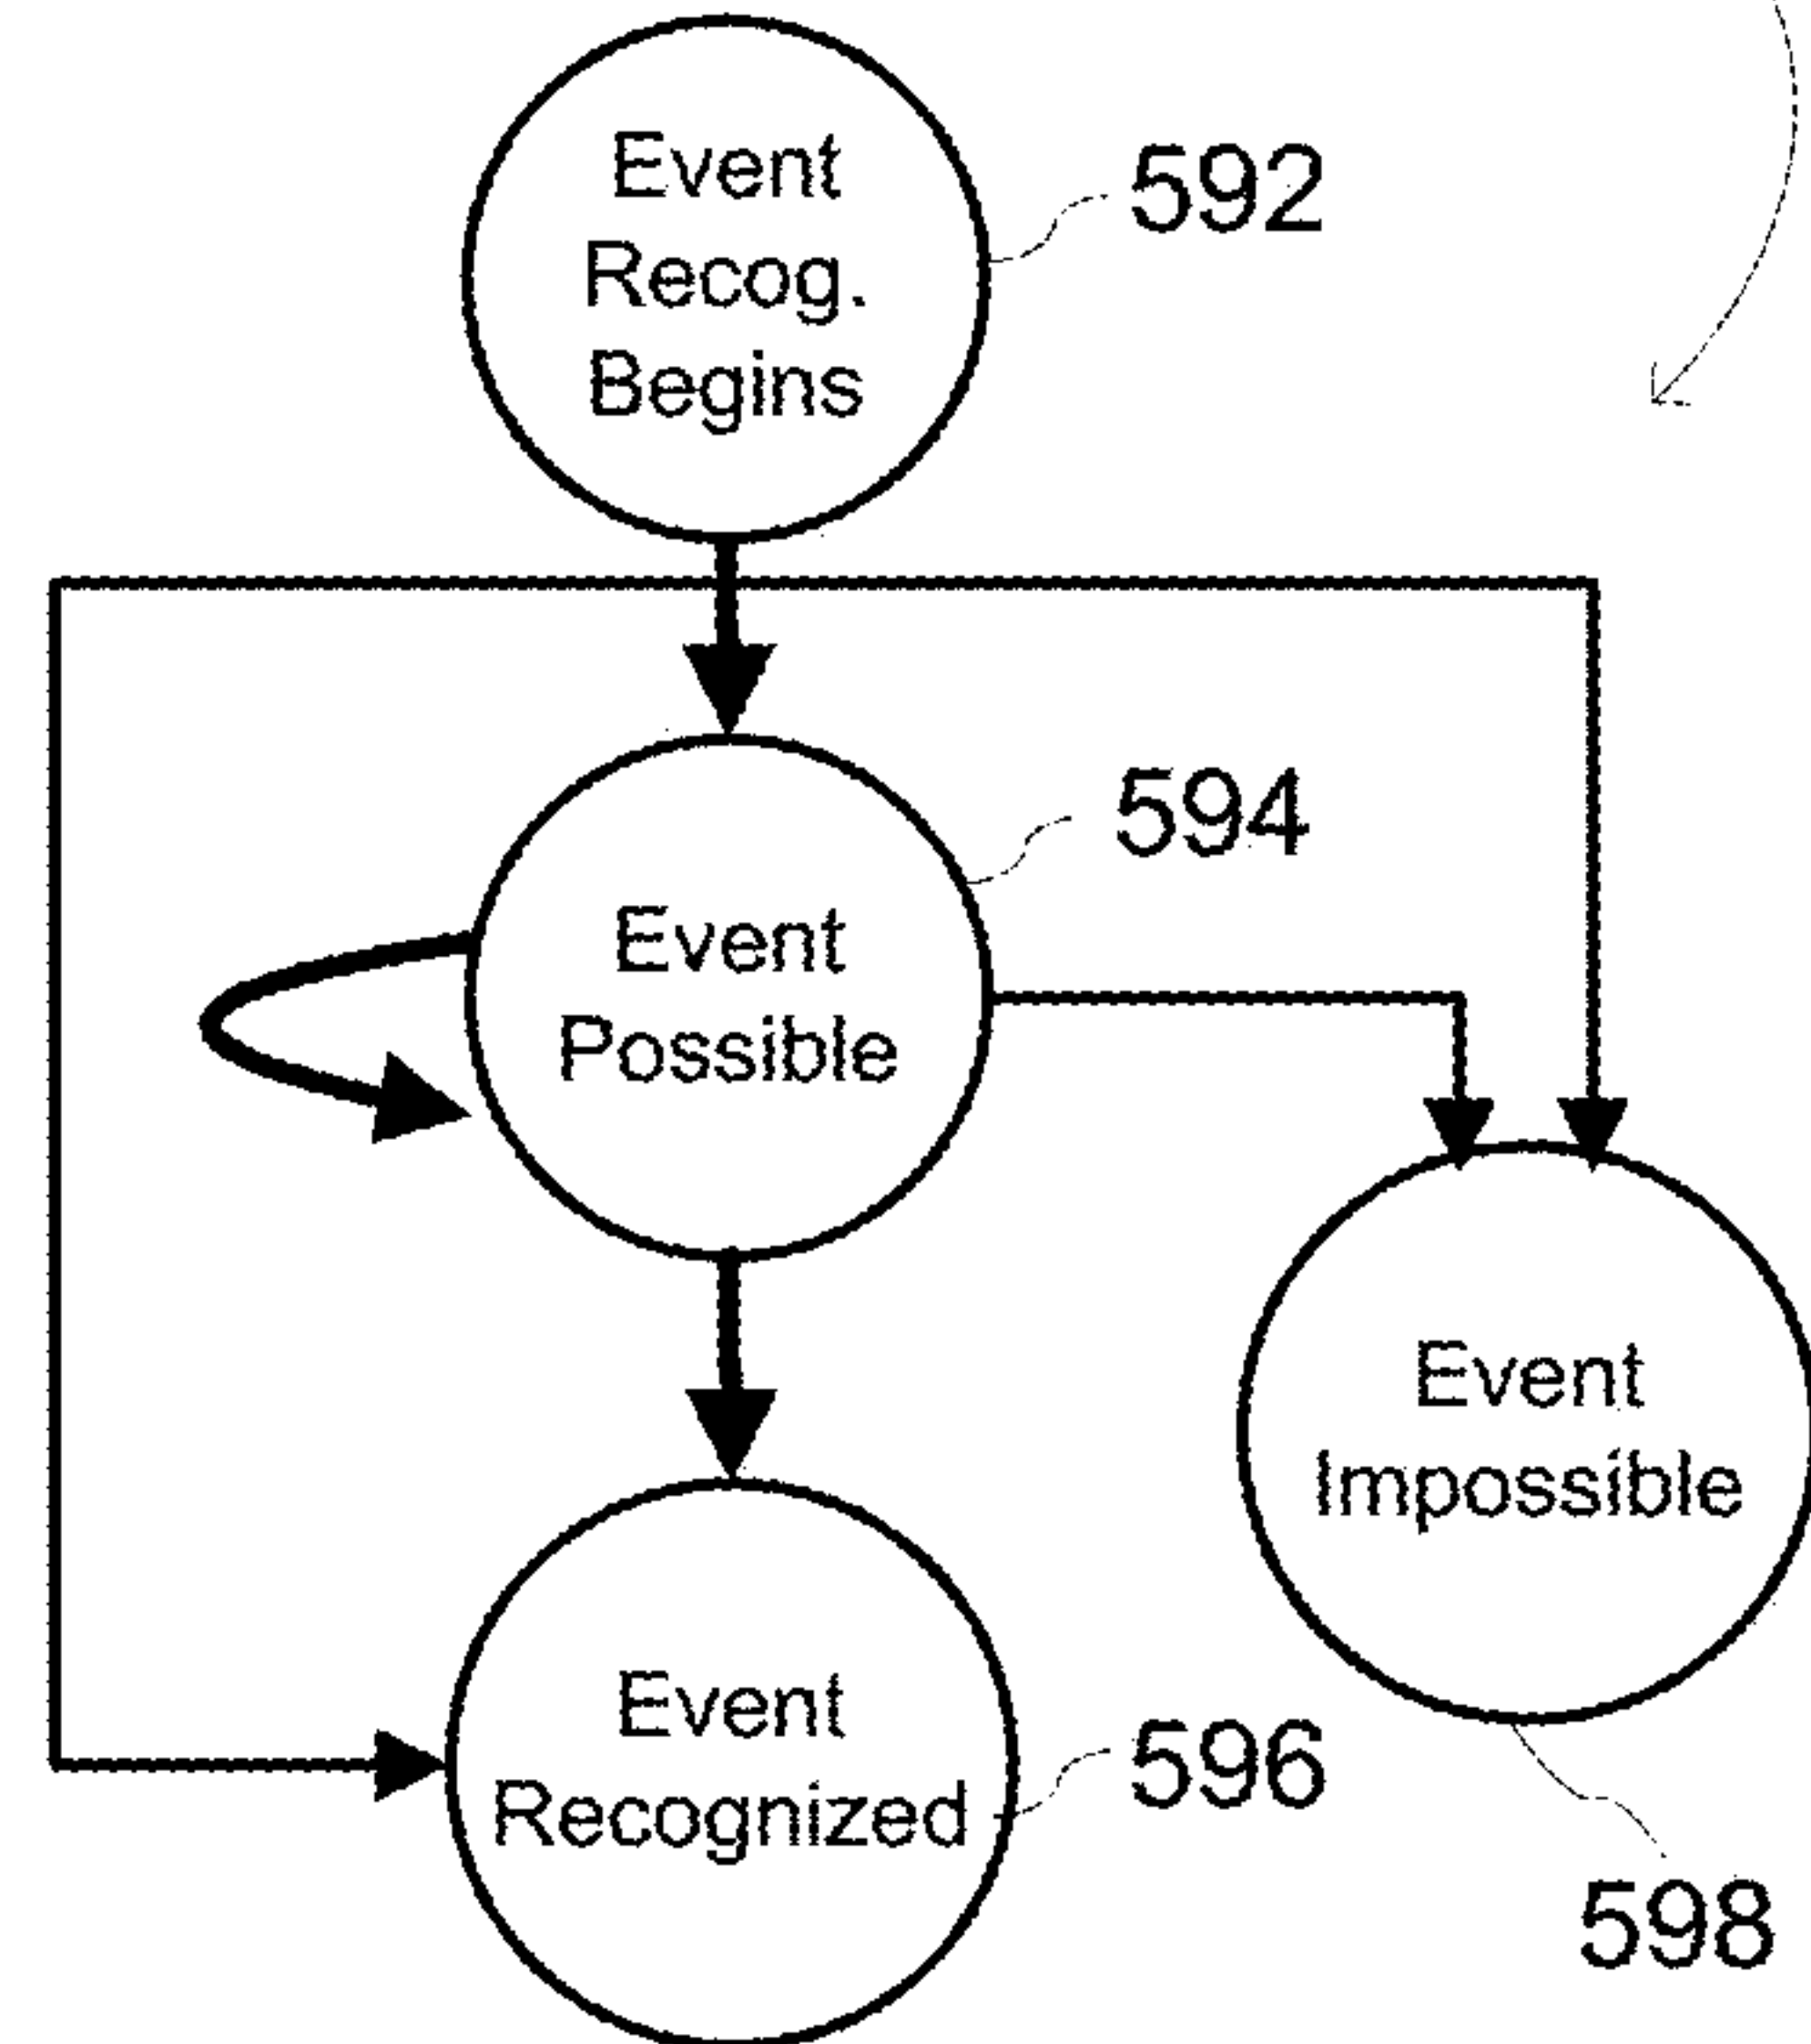 Event
Recog.
Begins
592
594
Event
Possible
Event
Impossible
Event
Recognized
596
598